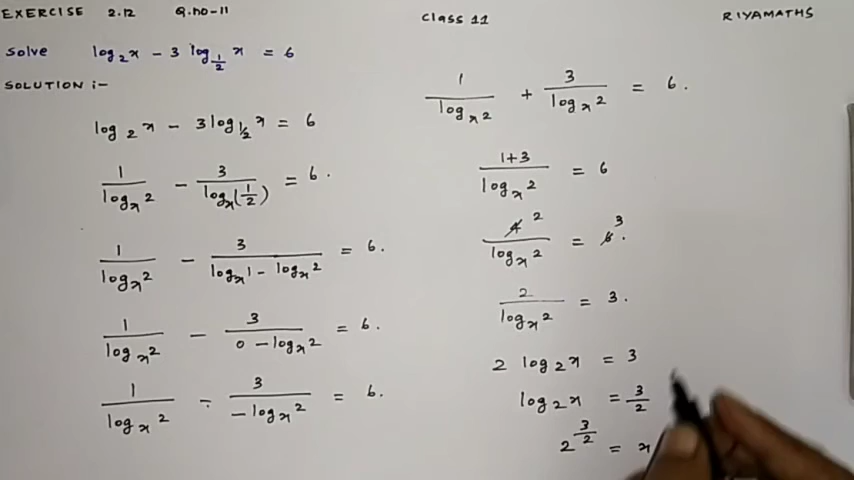 EXERCISE 2.12 Q.no-11
Class 11
RIYAMATHS
Solve log₂x - 3 log_{1/2} x = 6
SOLUTION :-
log₂x - 3log_{1/2} x = 6
1/logₓ2 - 3/logₓ(1/2) = 6.
1/logₓ2 - 3/(logₓ1 - logₓ2) = 6.
1/logₓ2 - 3/(0 - logₓ2) = 6.
1/logₓ2 - 3/(-logₓ2) = 6.
1/logₓ2 + 3/logₓ2 = 6.
(1+3)/logₓ2 = 6
4 2/logₓ2 = 6 3.
2/logₓ2 = 3.
2 log₂x = 3
log₂x = 3/2
2^{3/2} = x